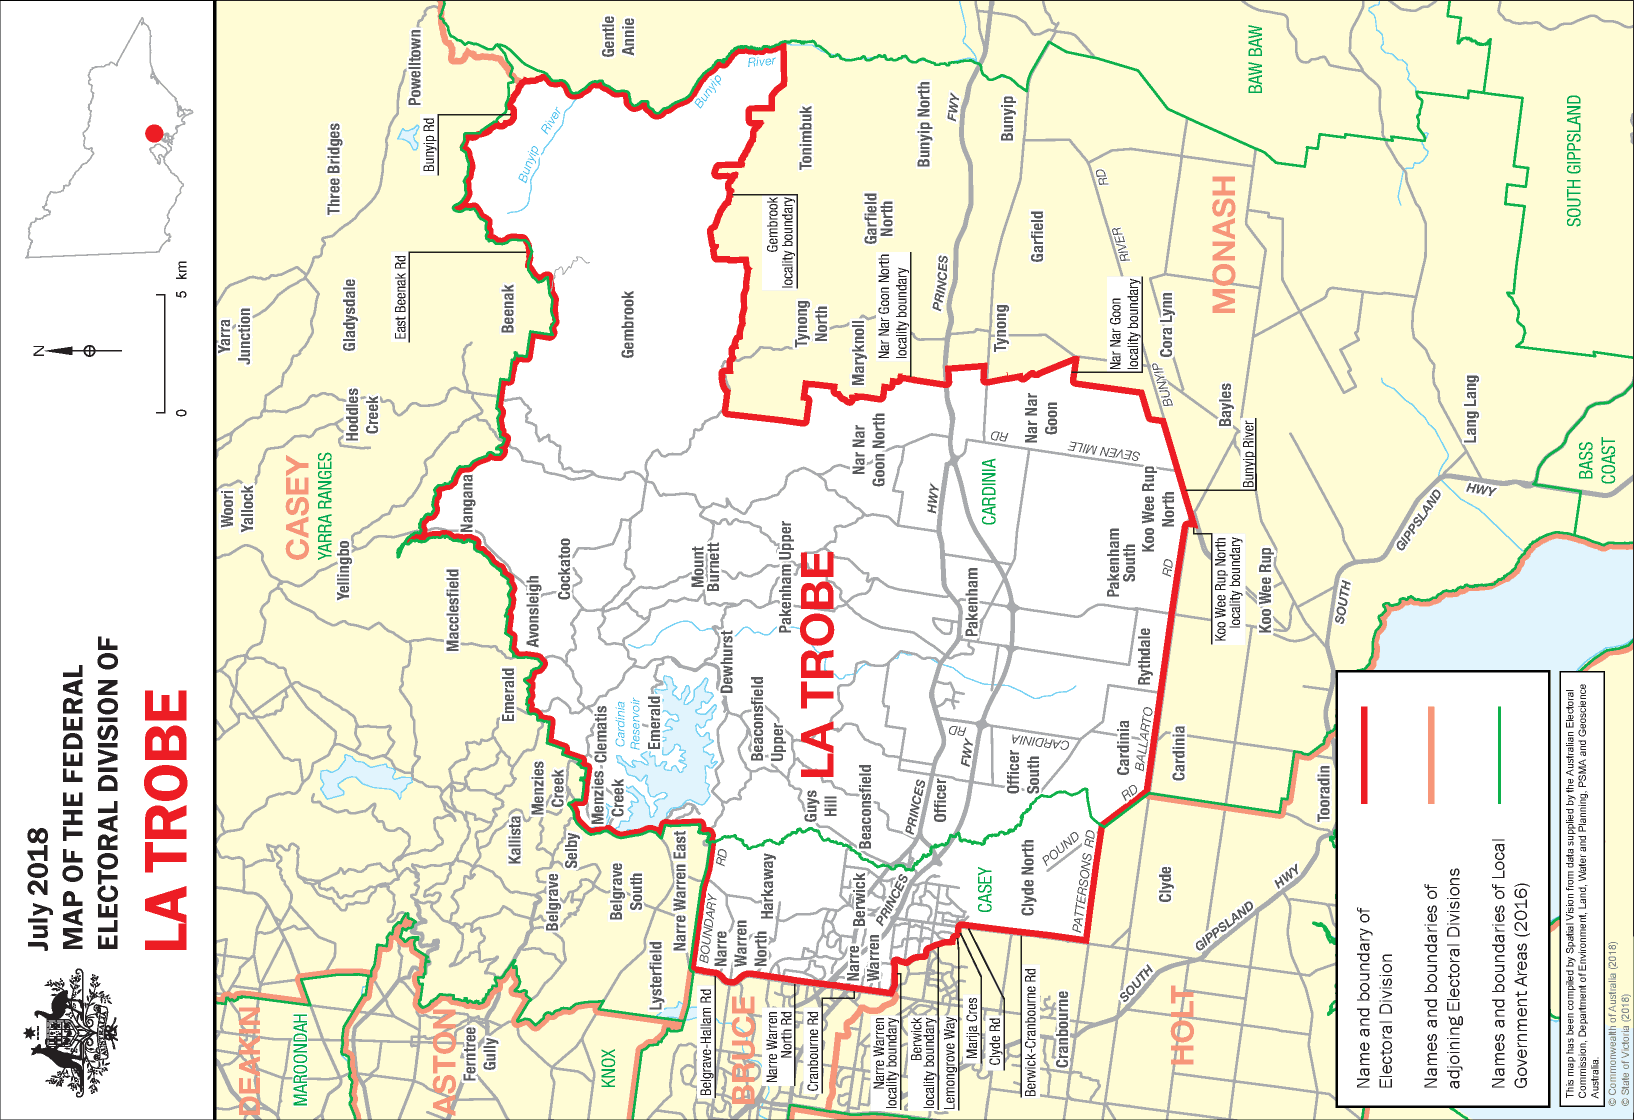 July 2018
MAP OF THE FEDERAL
ELECTORAL DIVISION OF
LA TROBE
N
0
5
km
DEAKIN
MAROONDAH
ASTON
Ferntree
Gully
KNOX
CASEY
YARRA RANGES
Woori
Yallock
Yarra
Junction
Yellingbo
Hoddles
Creek
Gladysdale
Three Bridges
Powelltown
Gentle
Annie
Bunyip Rd
East Beenak Rd
Beenak
Macclesfield
Nangana
Emerald
Avonsleigh
Cockatoo
Gembrook
Bunyip
River
Bunyip
River
Kallista
Menzies
Creek
Selby
Belgrave
Belgrave
South
Lysterfield
Narre Warren East
Menzies
Creek
Clematis
Cardinia
Reservoir
Emerald
Mount
Burnett
Dewhurst
Pakenham Upper
Beaconsfield
Upper
LA TROBE
Guys
Hill
Beaconsfield
Gembrook
locality boundary
Tonimbuk
Tynong
North
Maryknoll
Garfield
North
Nar Nar Goon North
locality boundary
Bunyip North
Bunyip
PRINCES
FWY
Garfield
Tynong
Nar Nar
Goon North
Nar Nar
Goon
Nar Nar Goon
locality boundary
BUNYIP
RIVER
RD
Cora Lynn
MONASH
BAW BAW
SOUTH GIPPSLAND
BASS
COAST
Lang Lang
Bayles
Bunyip River
CARDINIA
SEVEN MILE
RD
HWY
PRINCES
Pakenham
Pakenham
South
Koo Wee Rup
North
Koo Wee Rup North
locality boundary
Koo Wee Rup
Rythdale
Cardinia
Cardinia
BALLARTO
RD
RD
CARDINIA
RD
FWY
Officer
Officer
South
BOUNDARY
RD
Harkaway
Narre
Warren
North
Berwick
Narre
Warren
PRINCES
CASEY
Clyde North
POUND
PATTERSONS RD
Clyde
Tooradin
SOUTH
GIPPSLAND
HWY
SOUTH
GIPPSLAND
HWY
BRUCE
HOLT
Cranbourne
Belgrave-Hallam Rd
Narre Warren
North Rd
Cranbourne Rd
Narre Warren
locality boundary
Berwick
locality boundary
Lemongrove Way
Marija Cres
Clyde Rd
Berwick-Cranbourne Rd
Name and boundary of
Electoral Division
Names and boundaries of
adjoining Electoral Divisions
Names and boundaries of Local
Government Areas (2016)
This map has been compiled by Spatial Vision from data supplied by the Australian Electoral
Commission, Department of Environment, Land, Water and Planning, PSMA and Geoscience
Australia.
© Commonwealth of Australia (2018)
© State of Victoria (2018)